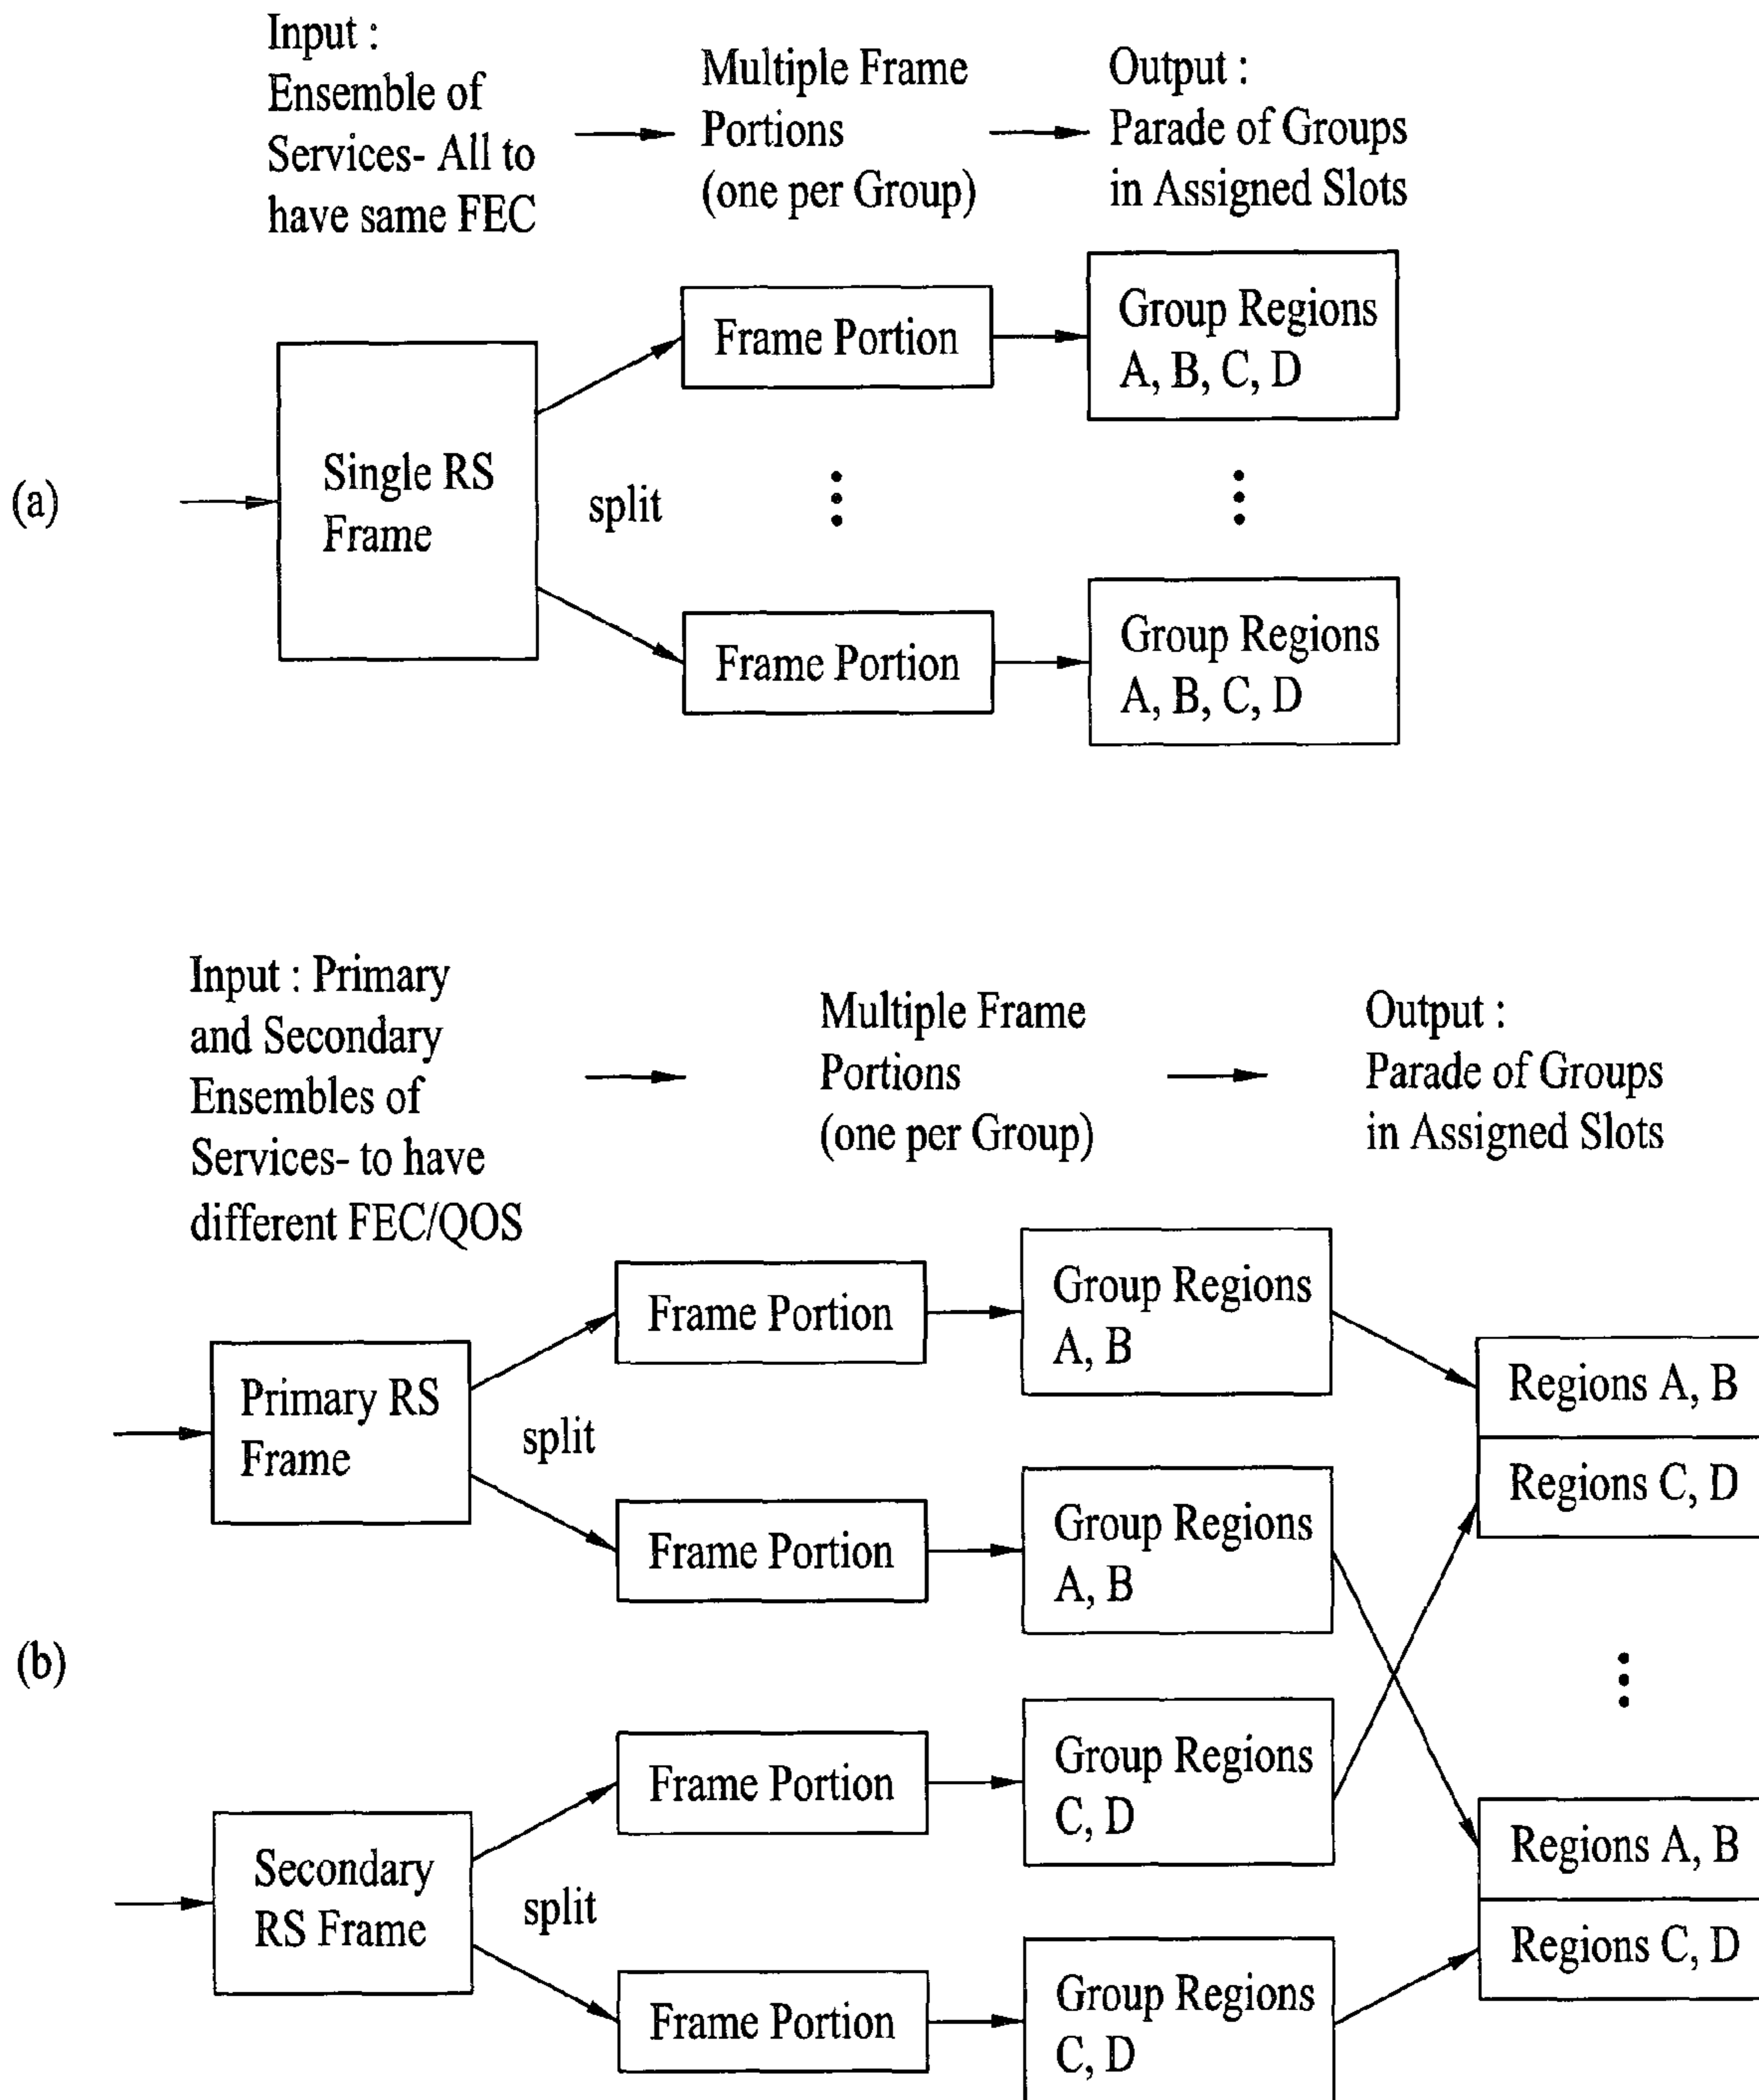 Input :
Ensemble of
Services- All to
have same FEC
Multiple Frame
Portions
(one per Group)
Output :
Parade of Groups
in Assigned Slots
(a)
Single RS
Frame
split
Frame Portion
Group Regions
A, B, C, D
Frame Portion
Group Regions
A, B, C, D
Input : Primary
and Secondary
Ensembles of
Services- to have
different FEC/QOS
Multiple Frame
Portions
(one per Group)
Output :
Parade of Groups
in Assigned Slots
(b)
Primary RS
Frame
split
Frame Portion
Group Regions
A, B
Frame Portion
Group Regions
A, B
Regions A, B
Regions C, D
Secondary
RS Frame
split
Frame Portion
Group Regions
C, D
Frame Portion
Group Regions
C, D
Regions A, B
Regions C, D